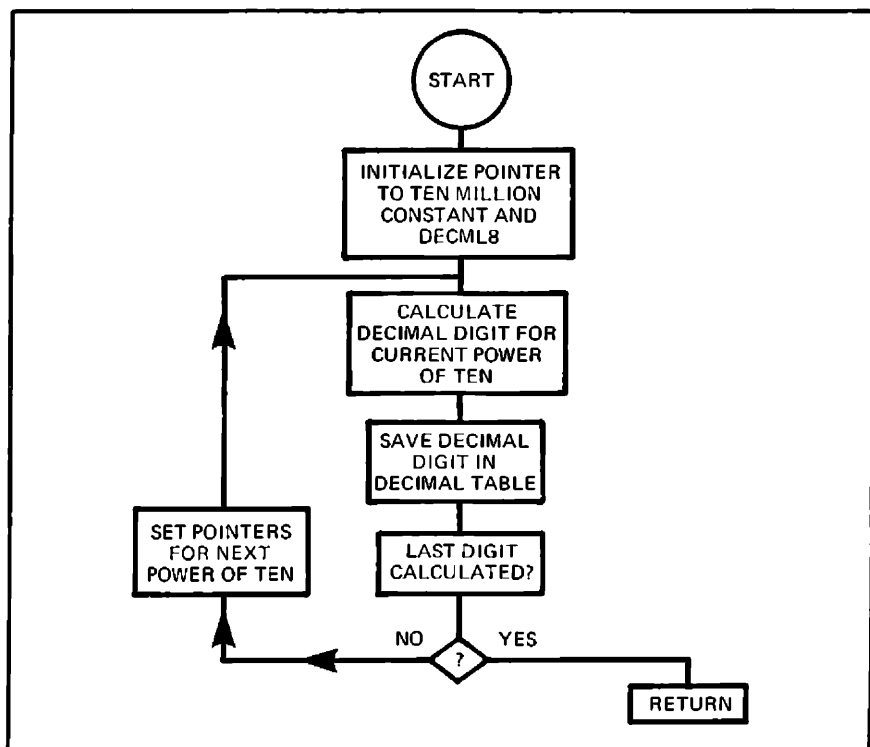 START
INITIALIZE POINTER
TO TEN MILLION
CONSTANT AND
DECML8
CALCULATE
DECIMAL DIGIT FOR
CURRENT POWER
OF TEN
SAVE DECIMAL
DIGIT IN
DECIMAL TABLE
SET POINTERS
FOR NEXT
POWER OF TEN
LAST DIGIT
CALCULATED?
NO
?
YES
RETURN